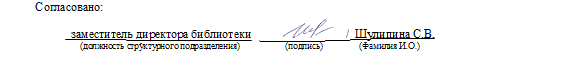 Согласовано:
заместитель директора библиотеки / Шулипина С.В.
(должность структурного подразделения) (подпись) (Фамилия И.О.)